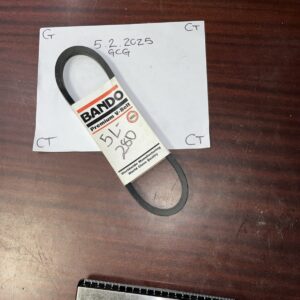 G
CT
5.2.2025
GCG
BANDO
Premium V-Belt
5L-
280
CT
CT